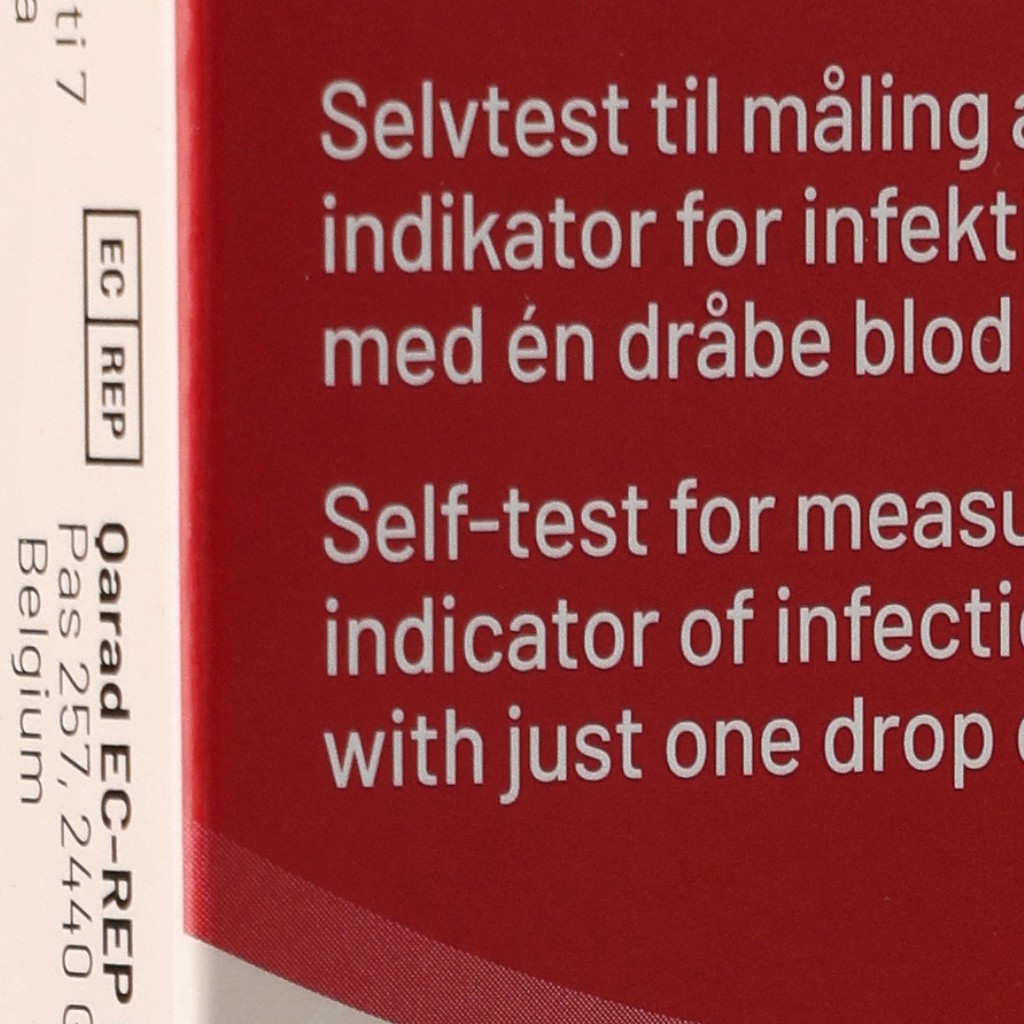 ti 7
EC REP
Qarad EC-REP
Pas 257, 2440
Belgium
Selvtest til måling
indikator for infekt
med én dråbe blod
Self-test for measu
indicator of infecti
with just one drop